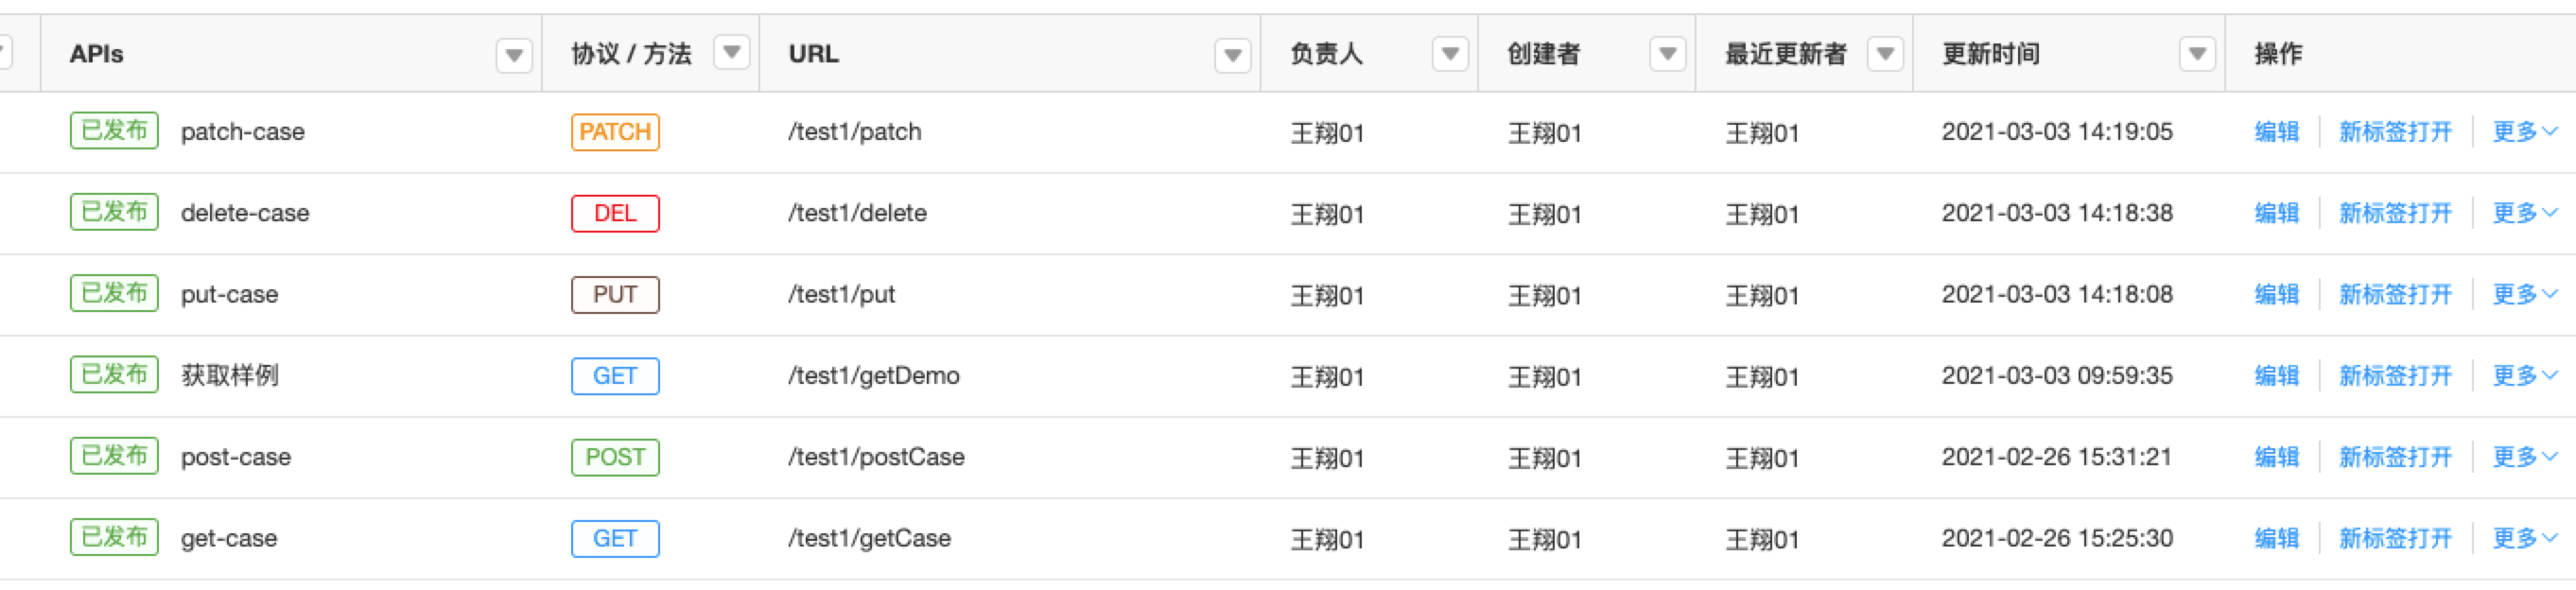 APIs 协议 / 方法 URL 负责人 创建者 最近更新者 更新时间 操作
已发布 patch-case PATCH /test1/patch 王翔01 王翔01 王翔01 2021-03-03 14:19:05 编辑 新标签打开 更多
已发布 delete-case DEL /test1/delete 王翔01 王翔01 王翔01 2021-03-03 14:18:38 编辑 新标签打开 更多
已发布 put-case PUT /test1/put 王翔01 王翔01 王翔01 2021-03-03 14:18:08 编辑 新标签打开 更多
已发布 获取样例 GET /test1/getDemo 王翔01 王翔01 王翔01 2021-03-03 09:59:35 编辑 新标签打开 更多
已发布 post-case POST /test1/postCase 王翔01 王翔01 王翔01 2021-02-26 15:31:21 编辑 新标签打开 更多
已发布 get-case GET /test1/getCase 王翔01 王翔01 王翔01 2021-02-26 15:25:30 编辑 新标签打开 更多